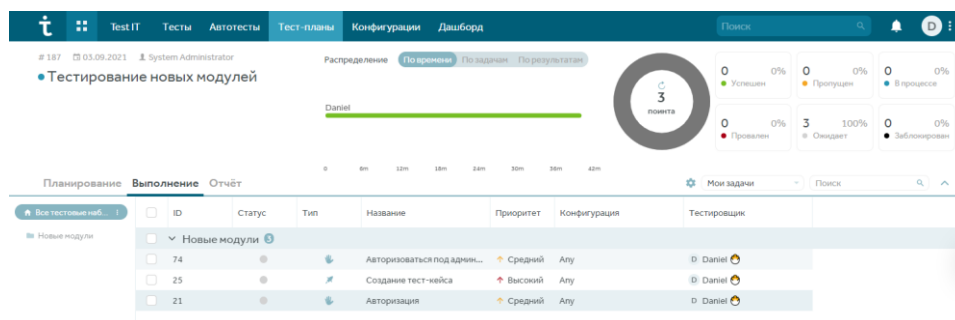 Test IT Тесты Автотесты Тест-планы Конфигурации Дашборд Поиск D
#187 03.09.2021 System Administrator
Тестирование новых модулей
Распределение По времени По задачам По результатам
Daniel
0 6m 12m 18m 24m 30m 36m 42m
3
поинта
0 0% Успешен
0 0% Пропущен
0 0% В процессе
0 0% Провален
3 100% Ожидает
0 0% Заблокирован
Планирование Выполнение Отчёт Мои задачи Поиск
Все тестовые наб...
Новые модули
ID Статус Тип Название Приоритет Конфигурация Тестировщик
Новые модули 3
74 Авторизоваться под админ... Средний Any D Daniel
25 Создание тест-кейса Высокий Any D Daniel
21 Авторизация Средний Any D Daniel